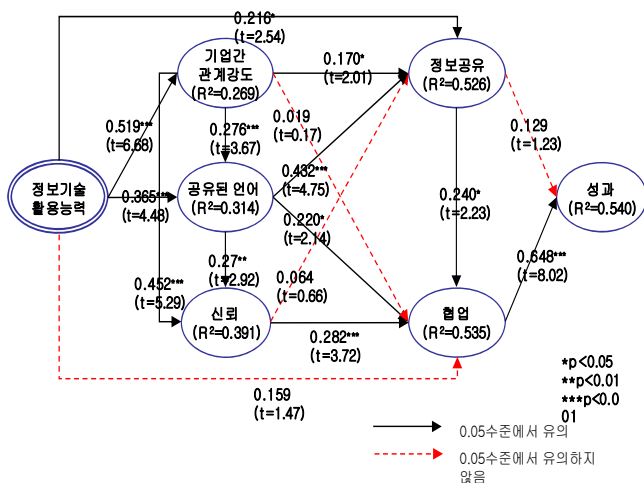 0.216*
(t=2.54)
기업간
관계강도
(R²=0.269)
0.170*
(t=2.01)
정보공유
(R²=0.526)
0.519***
(t=6.68)
0.276***
(t=3.67)
0.019
(t=0.17)
0.129
(t=1.23)
정보기술
활용능력
0.365***
(t=4.48)
공유된 언어
(R²=0.314)
0.432***
(t=4.75)
0.220*
(t=2.14)
0.240*
(t=2.23)
성과
(R²=0.540)
0.27**
(t=2.92)
0.452***
(t=5.29)
신뢰
(R²=0.391)
0.064
(t=0.66)
0.282***
(t=3.72)
협업
(R²=0.535)
0.648***
(t=8.02)
0.159
(t=1.47)
*p<0.05
**p<0.01
***p<0.0
01
0.05수준에서 유의
0.05수준에서 유의하지
않음